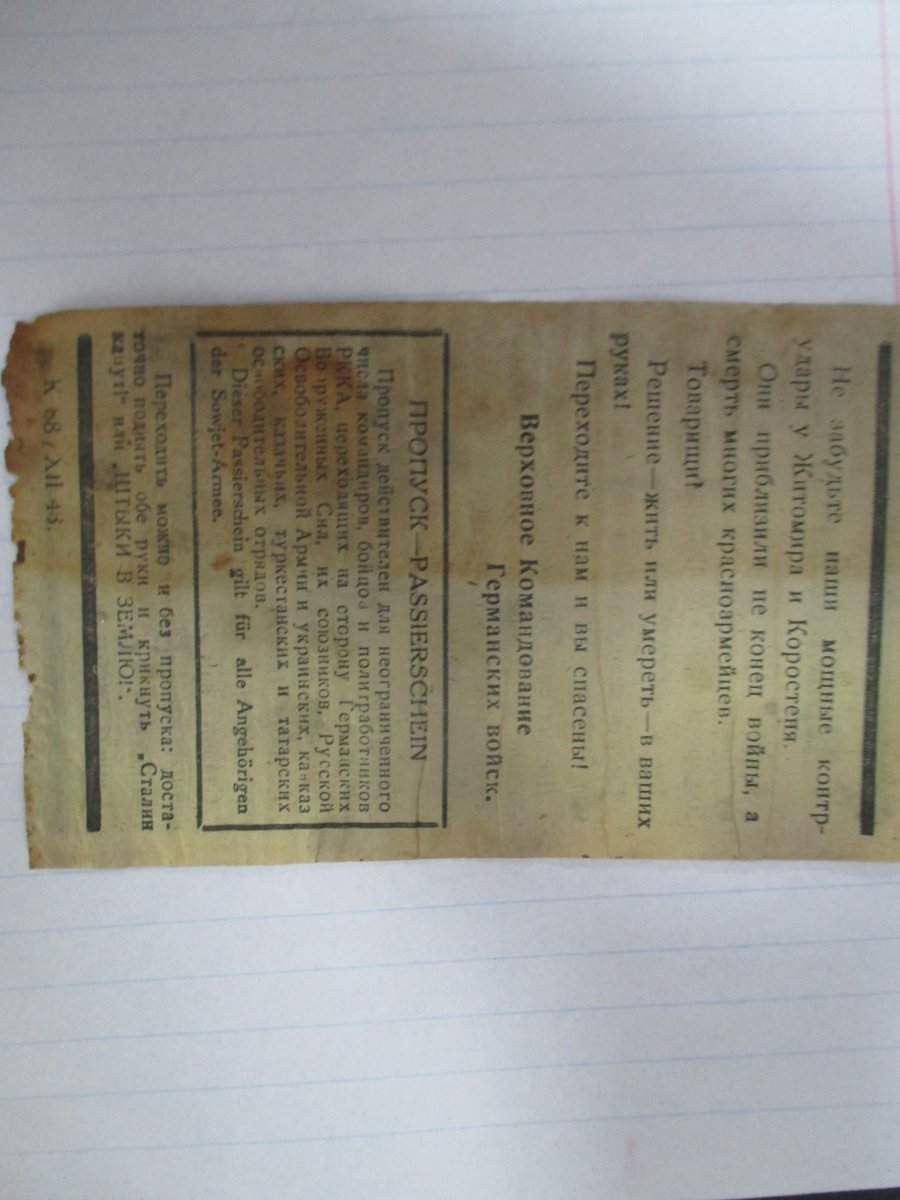 Не забудьте наши мощные контр-
удары у Житомира и Коростеня.
Они приблизили не конец войны, а
смерть многих красноармейцев.
Товарищи!
Решение—жить или умереть—в ваших
руках!
Переходите к нам и вы спасены!
Верховное Командование
Германских войск.
ПРОПУСК—PASSIERSCHEIN
Пропуск действителен для неограниченного
числа командиров, бойцов и политработников
РККА, переходящих на сторону Германских
Вооруженных Сил, их союзников, Русской
Освободительной Армии и украинских, кавказ
ских, казачьих, туркестанских и татарских
освободительных отрядов.
Dieser Passierschein gilt für alle Angehörigen
der Sowjet-Armee.
Переходить можно и без пропуска: доста-
точно поднять обе руки и крикнуть „Сталин
капут!" или „ШТЫКИ В ЗЕМЛЮ!".
К 68/XII 43.